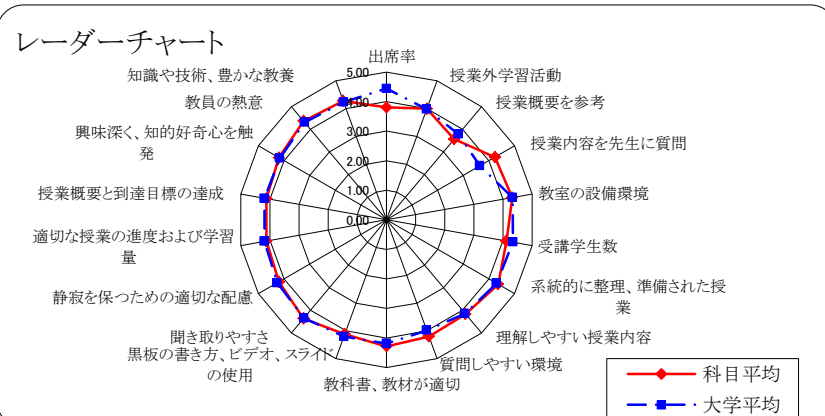 レーダーチャート
出席率
5.00
4.00
3.00
2.00
1.00
0.00
授業外学習活動
授業概要を参考
授業内容を先生に質問
教室の設備環境
受講学生数
系統的に整理、準備された授
業
理解しやすい授業内容
質問しやすい環境
教科書、教材が適切
黒板の書き方、ビデオ、スライド
の使用
聞き取りやすさ
静寂を保つための適切な配慮
適切な授業の進度および学習
量
授業概要と到達目標の達成
興味深く、知的好奇心を触
発
教員の熱意
知識や技術、豊かな教養
科目平均
大学平均